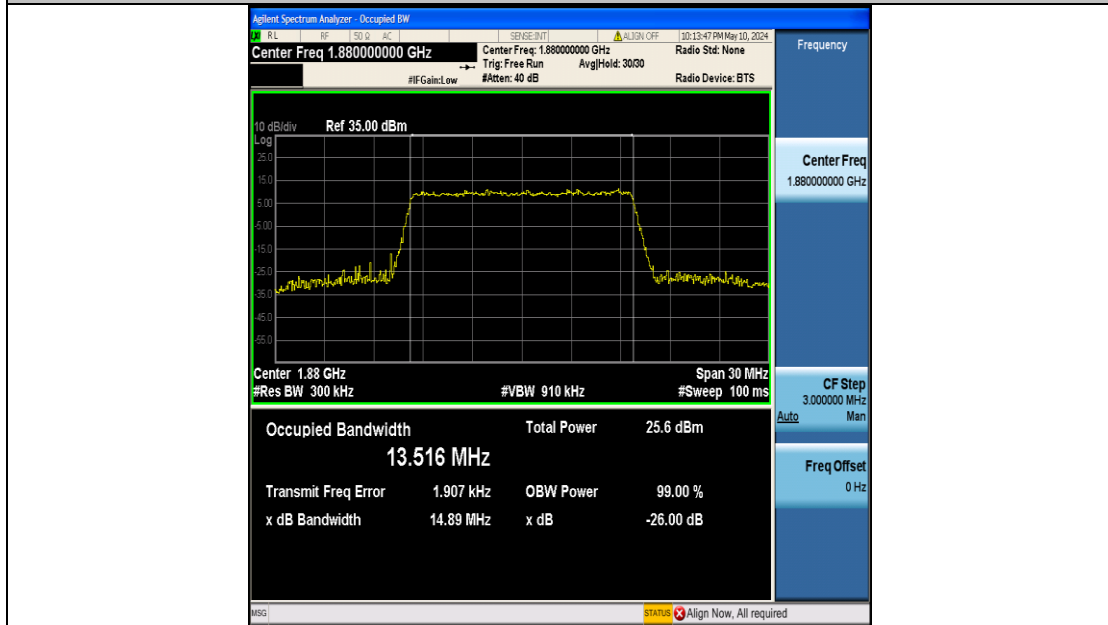 Agilent Spectrum Analyzer - Occupied BW
RL RF 50 Ω AC SENSE:INT ALIGN OFF 10:13:47 PM May 10, 2024
Center Freq 1.880000000 GHz
Center Freq: 1.880000000 GHz
Radio Std: None
Trig: Free Run Avg|Hold: 30/30
#IFGain:Low
#Atten: 40 dB
Radio Device: BTS
10 dB/div Ref 35.00 dBm
Log
25.0
15.0
5.00
-5.00
-15.0
-25.0
-35.0
-45.0
-55.0
Center 1.88 GHz
Span 30 MHz
#Res BW 300 kHz
#VBW 910 kHz
#Sweep 100 ms
Occupied Bandwidth
Total Power 25.6 dBm
13.516 MHz
Transmit Freq Error 1.907 kHz
OBW Power 99.00 %
x dB Bandwidth 14.89 MHz
x dB -26.00 dB
Frequency
Center Freq
1.880000000 GHz
CF Step
3.000000 MHz
Auto Man
Freq Offset
0 Hz
MSG
STATUS Align Now, All required